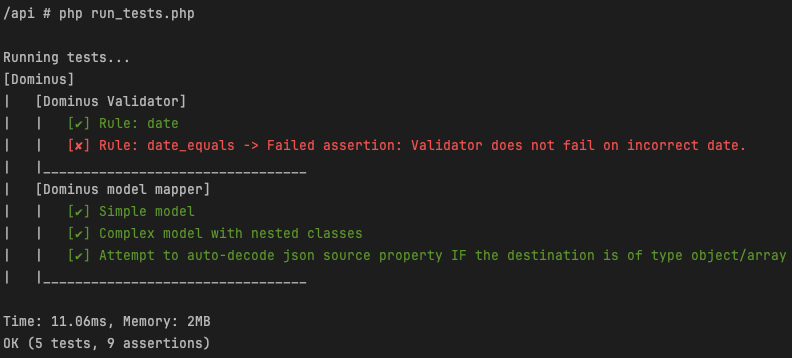 /api # php run_tests.php
Running tests...
[Dominus]
|   [Dominus Validator]
|   |   [✔] Rule: date
|   |   [✘] Rule: date_equals -> Failed assertion: Validator does not fail on incorrect date.
|   |_________________________________
|   [Dominus model mapper]
|   |   [✔] Simple model
|   |   [✔] Complex model with nested classes
|   |   [✔] Attempt to auto-decode json source property IF the destination is of type object/array
|   |_________________________________
Time: 11.06ms, Memory: 2MB
OK (5 tests, 9 assertions)